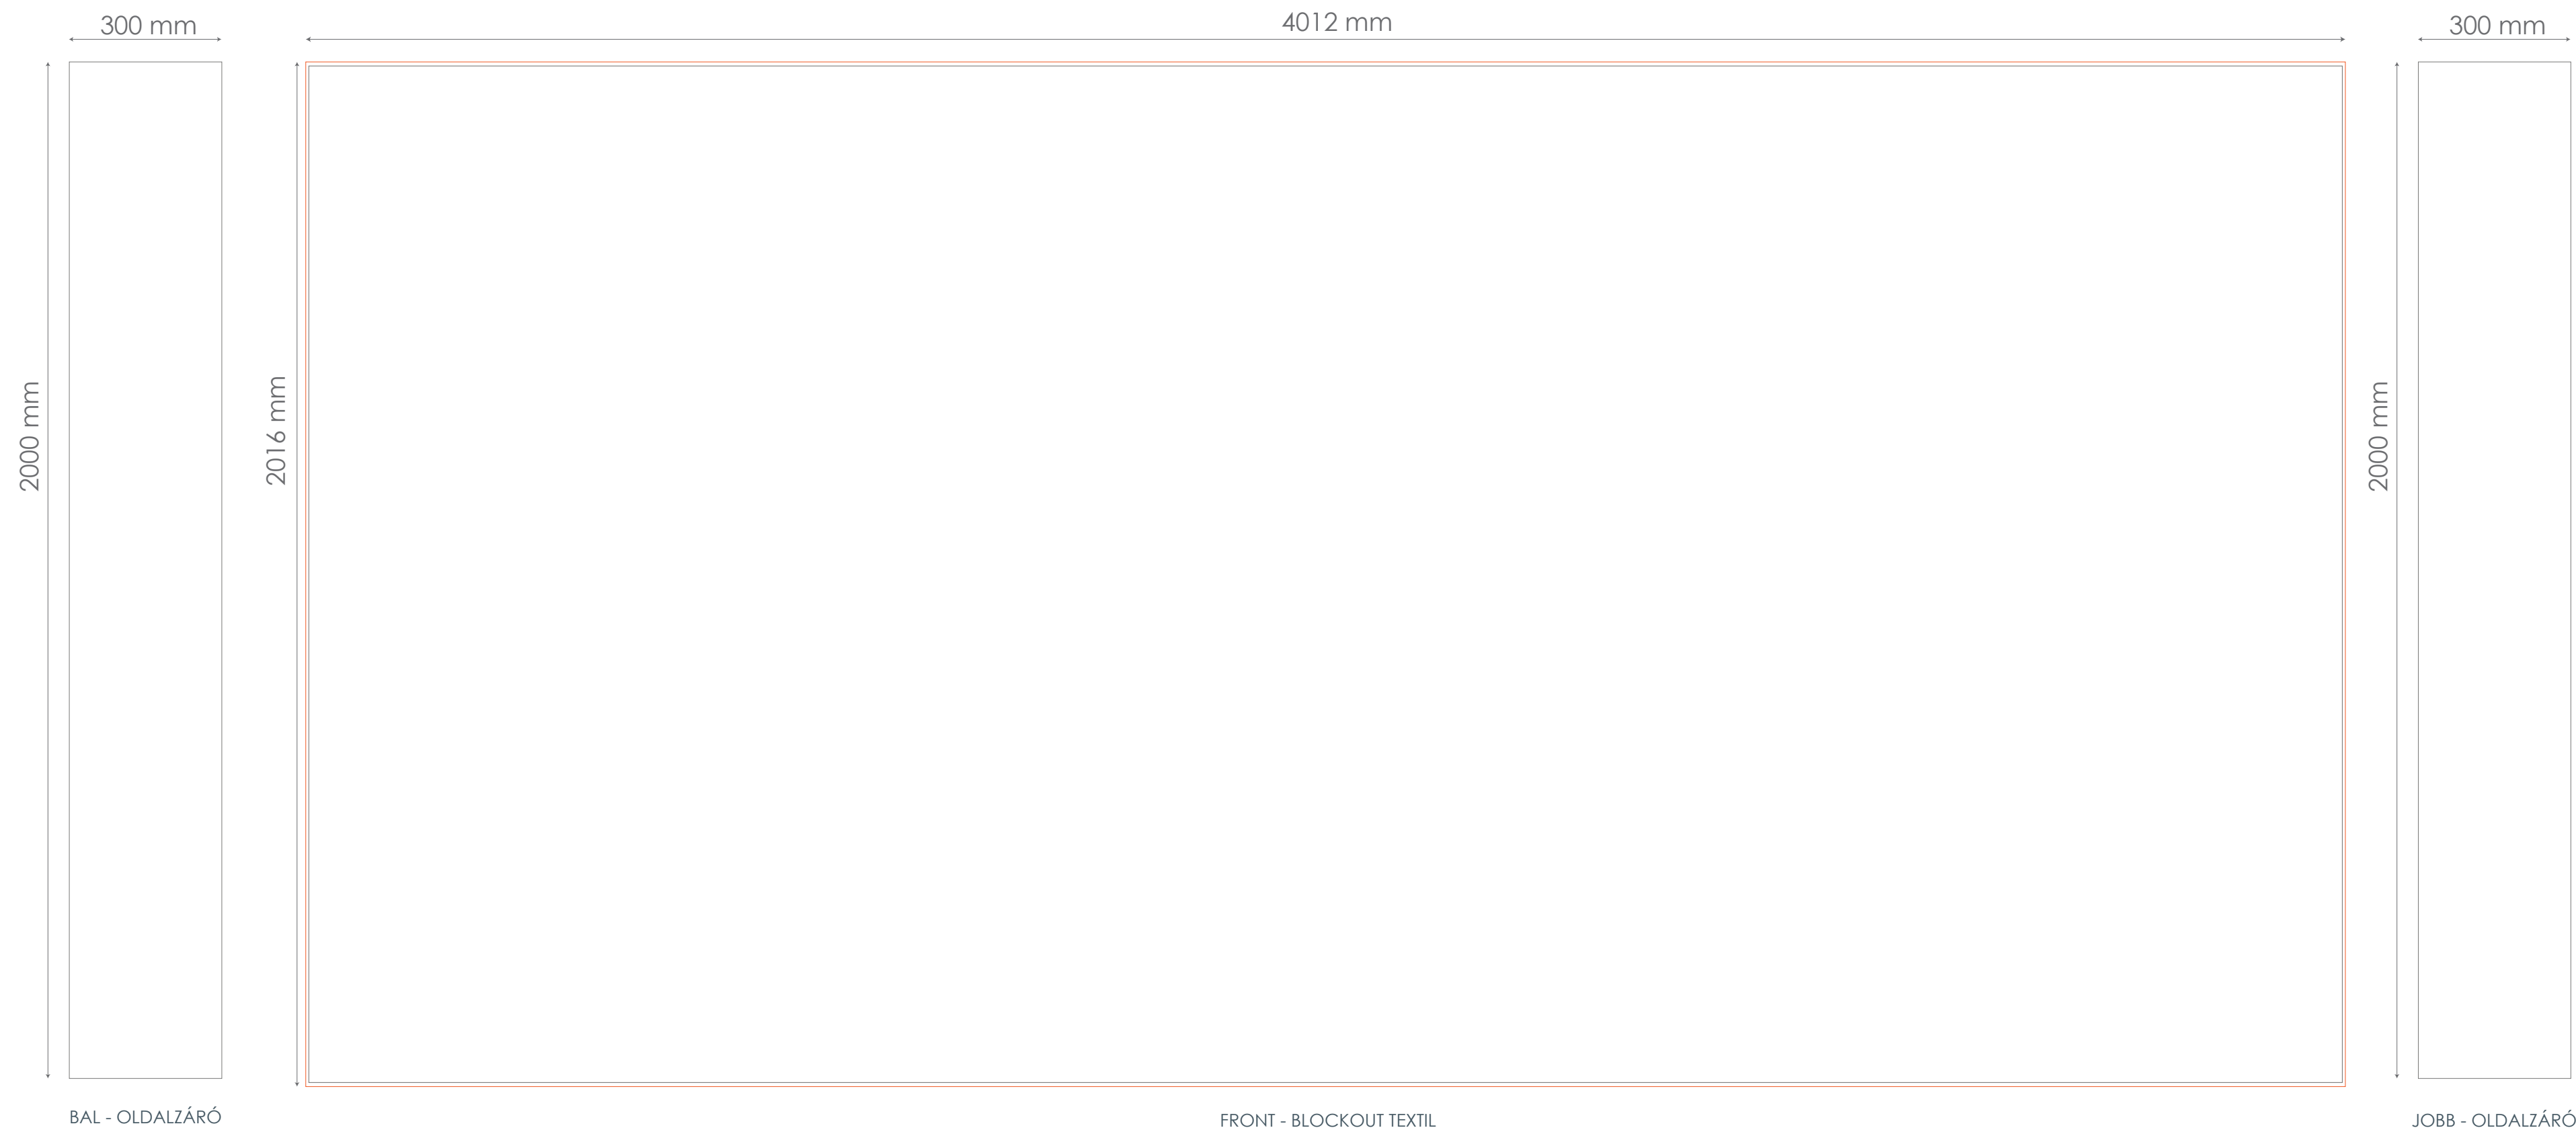 300 mm
4012 mm
300 mm
2000 mm
2016 mm
2000 mm
BAL - OLDALZÁRÓ
FRONT - BLOCKOUT TEXTIL
JOBB - OLDALZÁRÓ